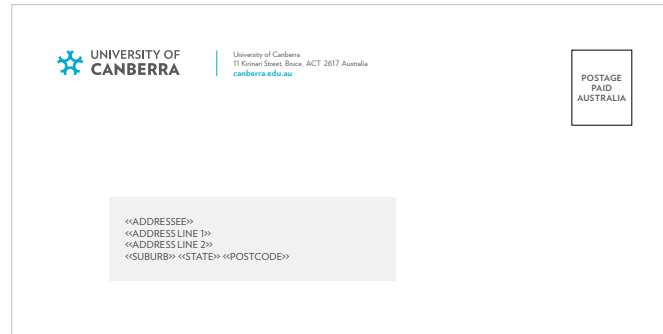 UNIVERSITY OF
CANBERRA
University of Canberra
11 Kirinari Street, Bruce, ACT 2617 Australia
canberra.edu.au
POSTAGE
PAID
AUSTRALIA
<<ADDRESSEE>>
<<ADDRESS LINE 1>>
<<ADDRESS LINE 2>>
<<SUBURB>> <<STATE>> <<POSTCODE>>